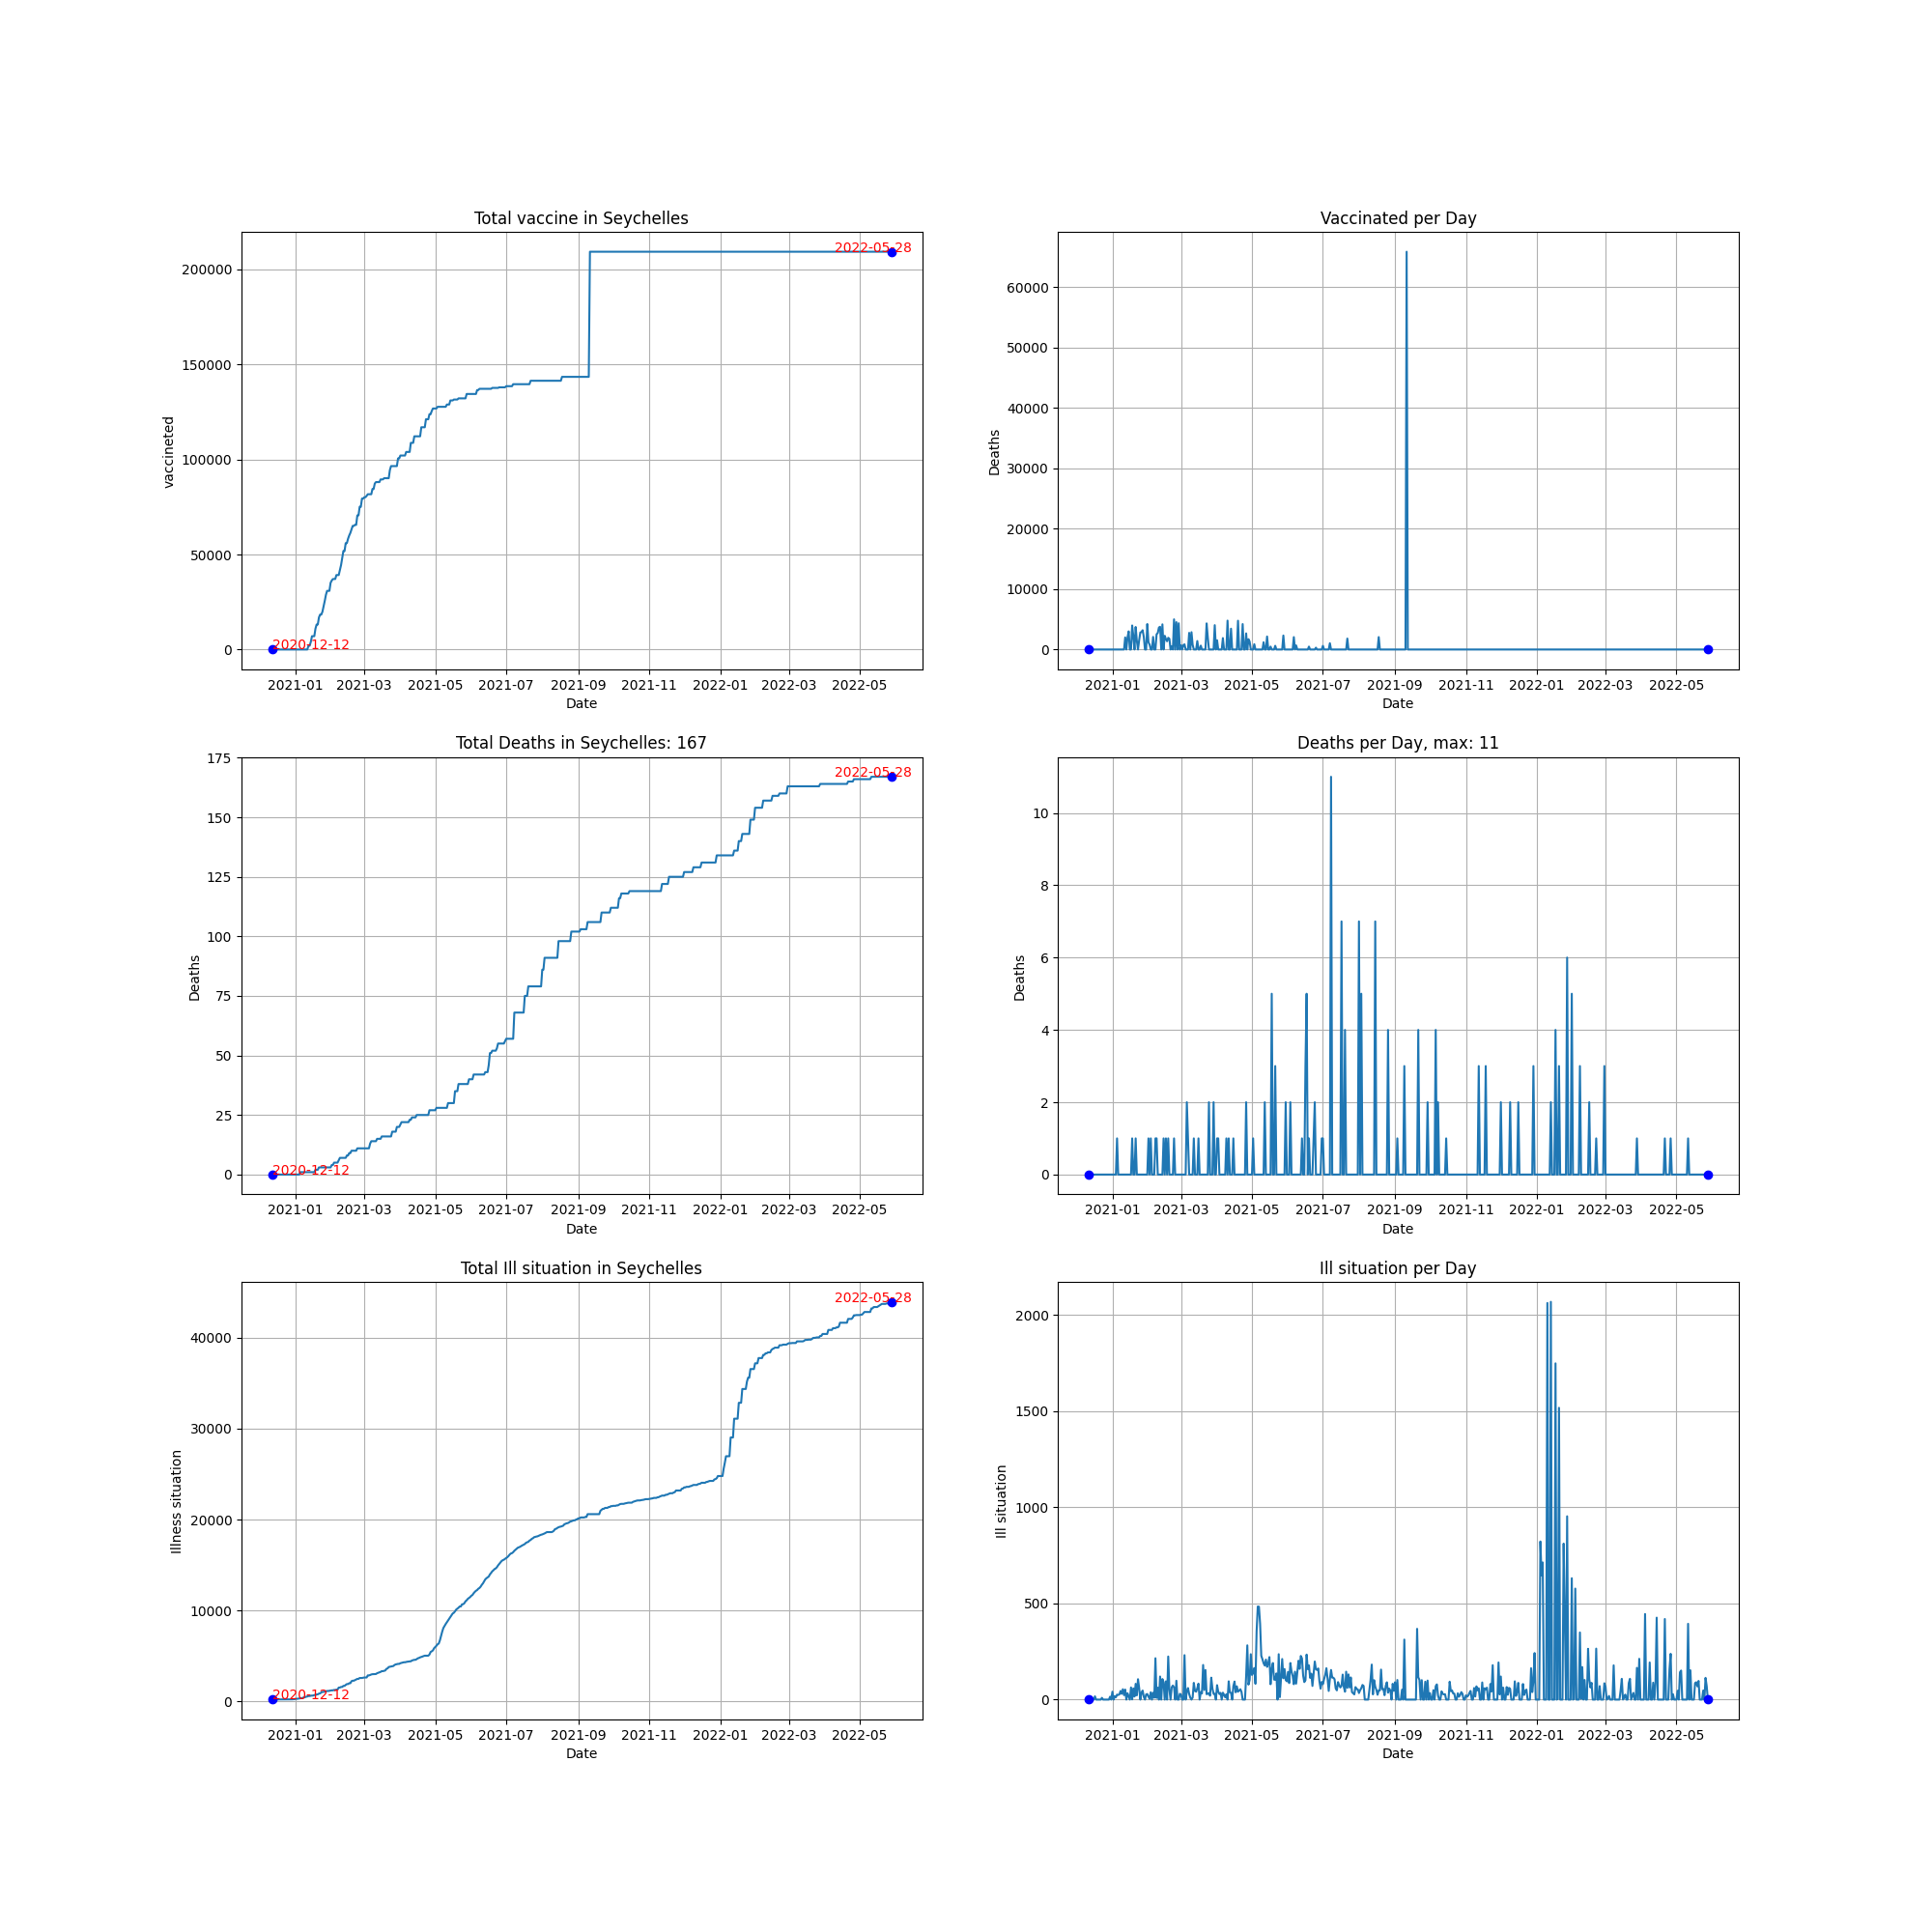 Total vaccine in Seychelles
vaccineted
200000
150000
100000
50000
0
2020-12-12
2022-05-28
2021-01 2021-03 2021-05 2021-07 2021-09 2021-11 2022-01 2022-03 2022-05
Date
Vaccinated per Day
Deaths
60000
50000
40000
30000
20000
10000
0
2021-01 2021-03 2021-05 2021-07 2021-09 2021-11 2022-01 2022-03 2022-05
Date
Total Deaths in Seychelles: 167
Deaths
175
150
125
100
75
50
25
0
2020-12-12
2022-05-28
2021-01 2021-03 2021-05 2021-07 2021-09 2021-11 2022-01 2022-03 2022-05
Date
Deaths per Day, max: 11
Deaths
10
8
6
4
2
0
2021-01 2021-03 2021-05 2021-07 2021-09 2021-11 2022-01 2022-03 2022-05
Date
Total Ill situation in Seychelles
Illness situation
40000
30000
20000
10000
0
2020-12-12
2022-05-28
2021-01 2021-03 2021-05 2021-07 2021-09 2021-11 2022-01 2022-03 2022-05
Date
Ill situation per Day
Ill situation
2000
1500
1000
500
0
2021-01 2021-03 2021-05 2021-07 2021-09 2021-11 2022-01 2022-03 2022-05
Date